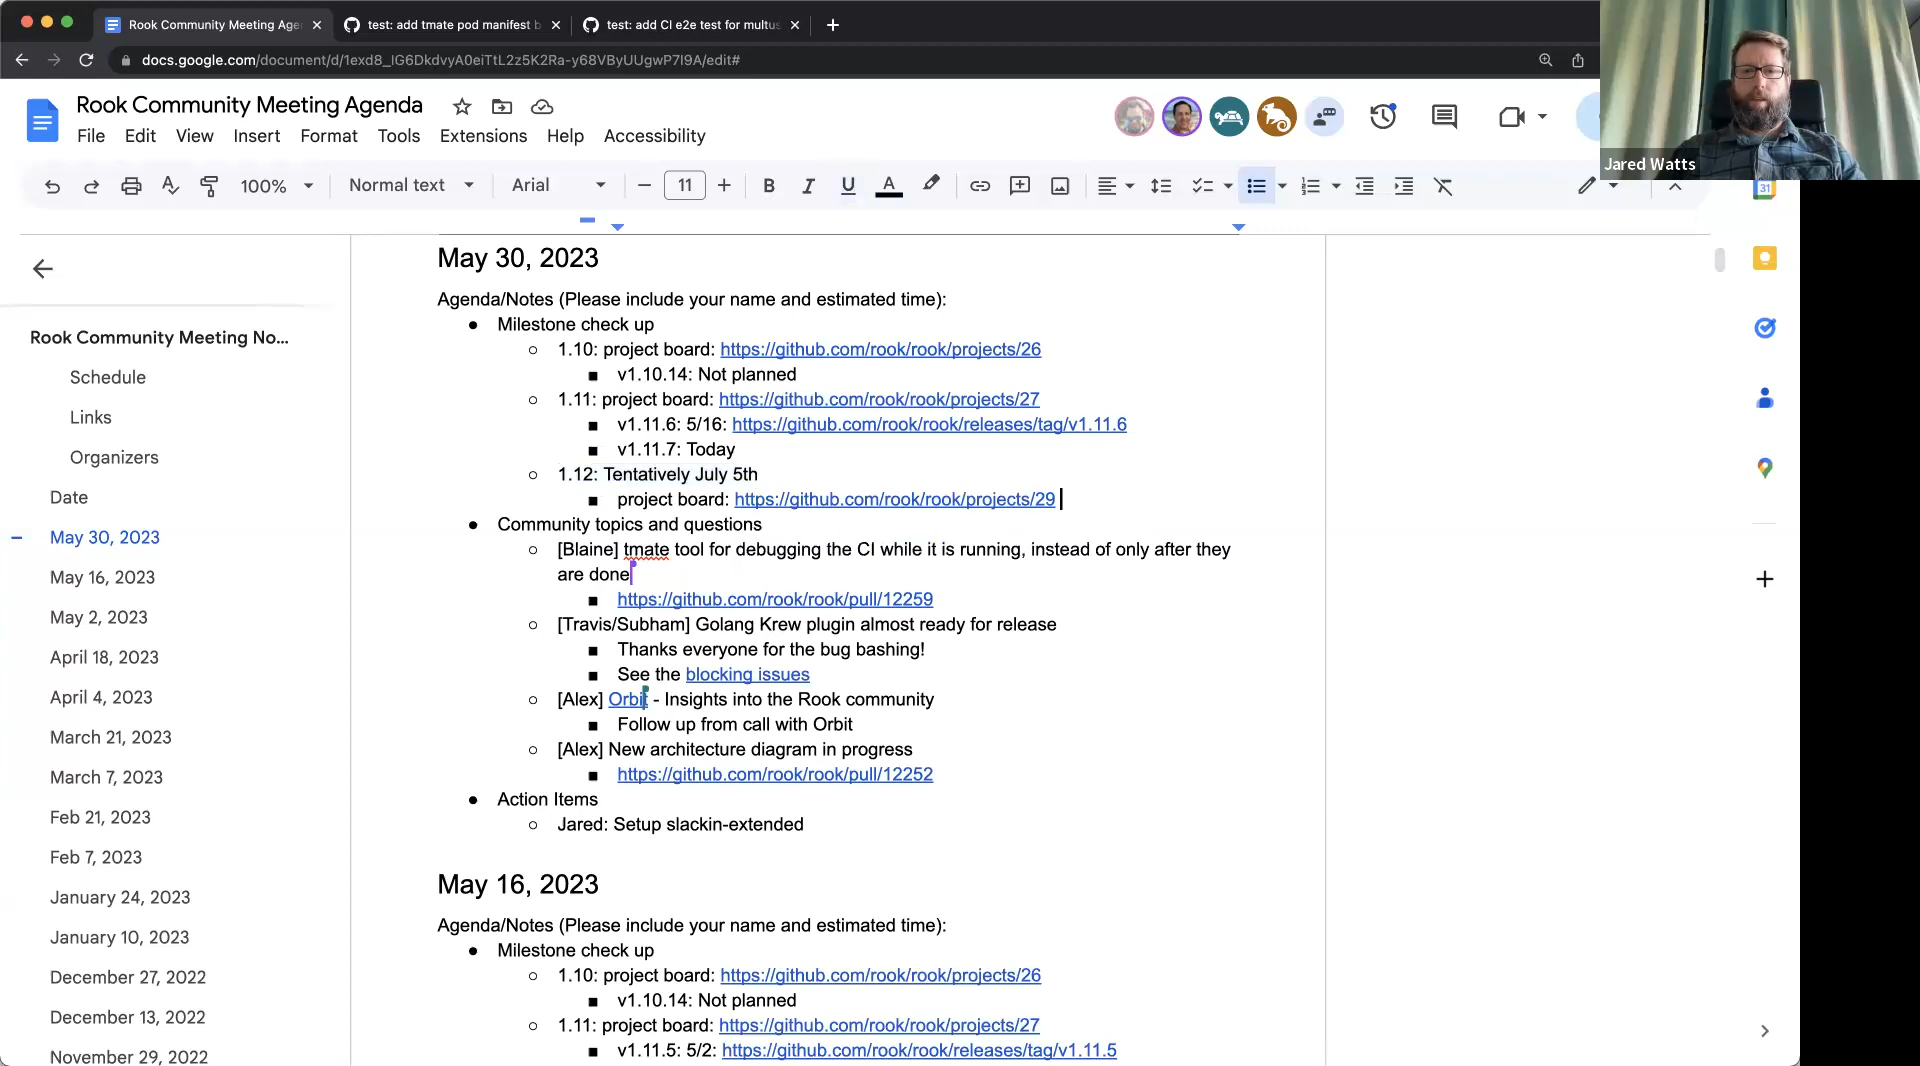 Rook Community Meeting Age
test: add tmate pod manifest b
test: add CI e2e test for multus
docs.google.com/document/d/1exd8_lG6DkdvyA0eiTtL2z5K2Ra-y68VByUUgwP7I9A/edit#
Jared Watts
Rook Community Meeting Agenda
File Edit View Insert Format Tools Extensions Help Accessibility
100% Normal text Arial 11
31
Rook Community Meeting No...
Schedule
Links
Organizers
Date
May 30, 2023
May 16, 2023
May 2, 2023
April 18, 2023
April 4, 2023
March 21, 2023
March 7, 2023
Feb 21, 2023
Feb 7, 2023
January 24, 2023
January 10, 2023
December 27, 2022
December 13, 2022
November 29, 2022
May 30, 2023
Agenda/Notes (Please include your name and estimated time):
● Milestone check up
○ 1.10: project board: https://github.com/rook/rook/projects/26
■ v1.10.14: Not planned
○ 1.11: project board: https://github.com/rook/rook/projects/27
■ v1.11.6: 5/16: https://github.com/rook/rook/releases/tag/v1.11.6
■ v1.11.7: Today
○ 1.12: Tentatively July 5th
■ project board: https://github.com/rook/rook/projects/29
● Community topics and questions
○ [Blaine] tmate tool for debugging the CI while it is running, instead of only after they
are done
■ https://github.com/rook/rook/pull/12259
○ [Travis/Subham] Golang Krew plugin almost ready for release
■ Thanks everyone for the bug bashing!
■ See the blocking issues
○ [Alex] Orbit - Insights into the Rook community
■ Follow up from call with Orbit
○ [Alex] New architecture diagram in progress
■ https://github.com/rook/rook/pull/12252
● Action Items
○ Jared: Setup slackin-extended
May 16, 2023
Agenda/Notes (Please include your name and estimated time):
● Milestone check up
○ 1.10: project board: https://github.com/rook/rook/projects/26
■ v1.10.14: Not planned
○ 1.11: project board: https://github.com/rook/rook/projects/27
■ v1.11.5: 5/2: https://github.com/rook/rook/releases/tag/v1.11.5